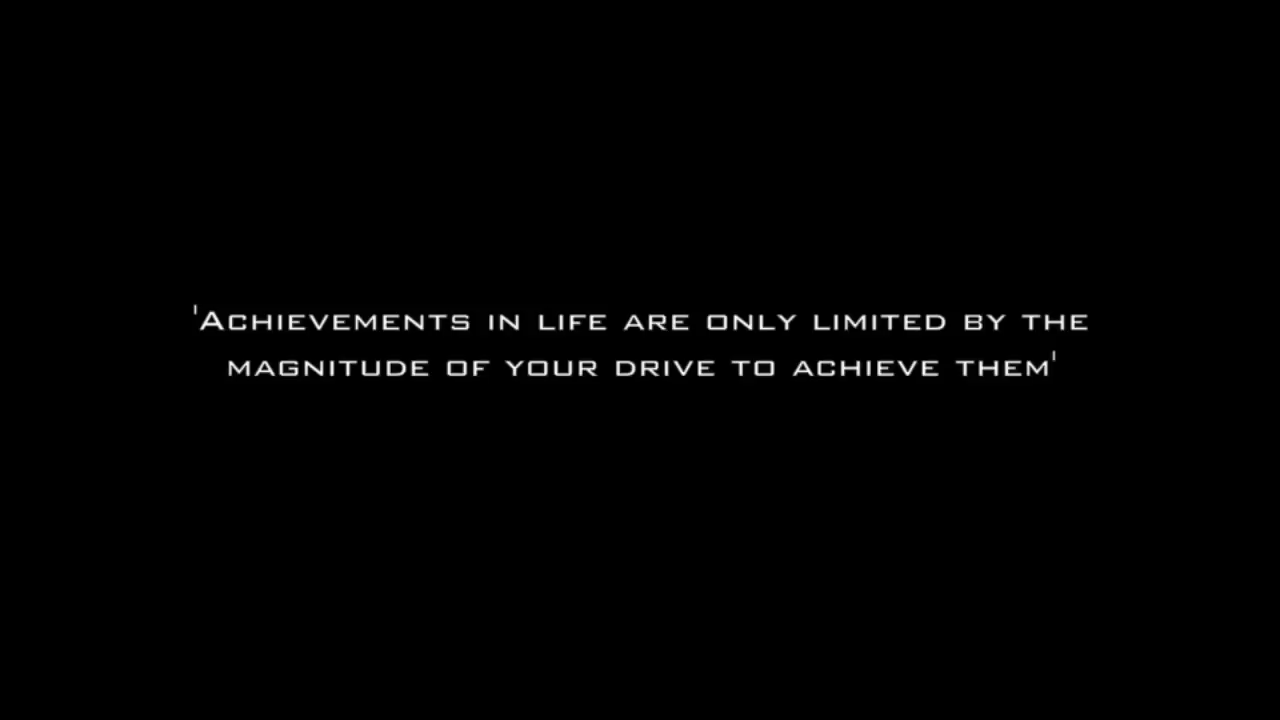 'Achievements in life are only limited by the
magnitude of your drive to achieve them'